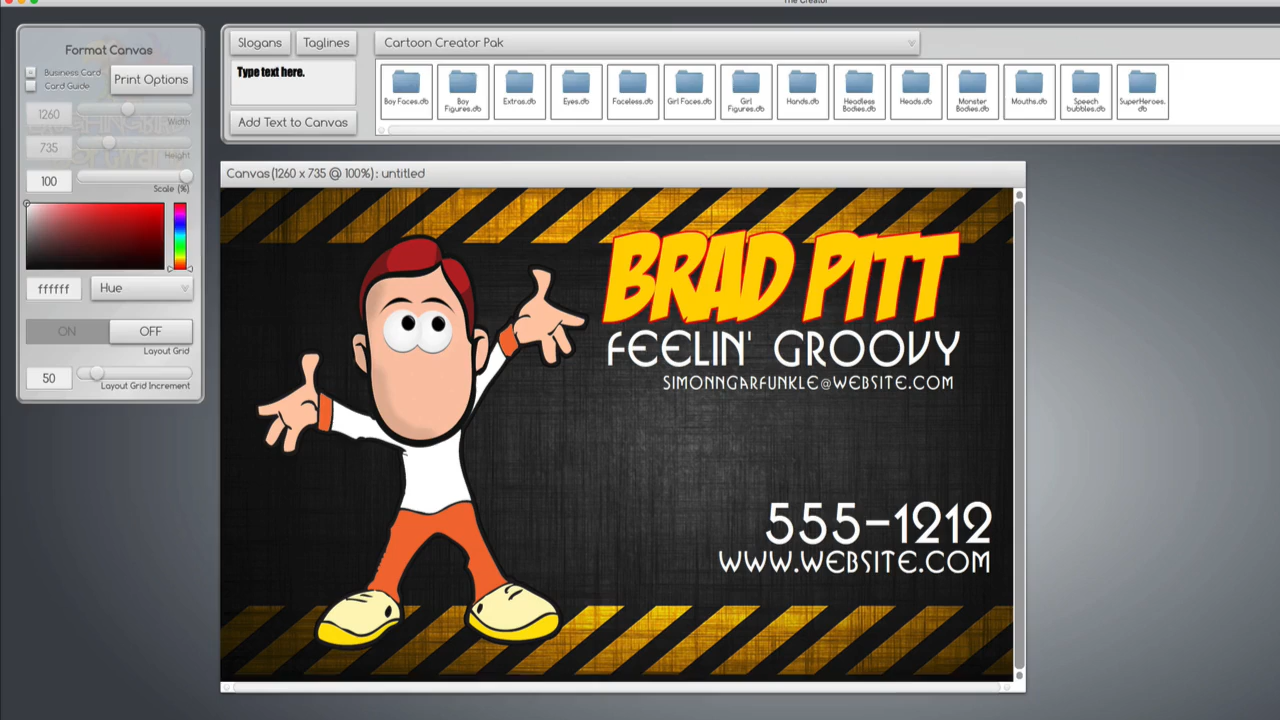 The Creator
Format Canvas
Business Card
Card Guide
Print Options
1260
Width
735
Height
100
Scale (%)
ffffff
Hue
ON
OFF
Layout Grid
50
Layout Grid Increment
Slogans
Taglines
Type text here.
Add Text to Canvas
Cartoon Creator Pak
Boy Faces.db
Boy Figures.db
Extras.db
Eyes.db
Faceless.db
Girl Faces.db
Girl Figures.db
Hands.db
Headless Bodies.db
Heads.db
Monster Bodies.db
Mouths.db
Speech bubbles.db
SuperHeroes.db
Canvas(1260 x 735 @ 100%) : untitled
BRAD PITT
FEELIN' GROOVY
SIMONNGARFUNKLE@WEBSITE.COM
555-1212
WWW.WEBSITE.COM